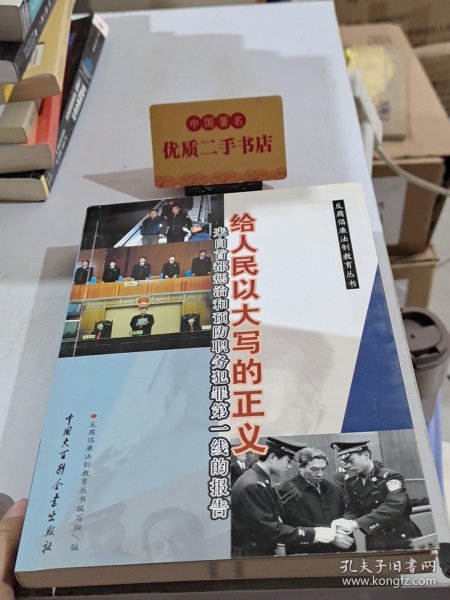 中国著名
优质二手书店
反腐倡廉法制教育丛书
给人民以大写的正义
来自首都惩治和预防职务犯罪第一线的报告
反腐倡廉法制教育丛书编写组/编
中国大百科全书出版社
孔夫子旧书网
www.kongfz.com